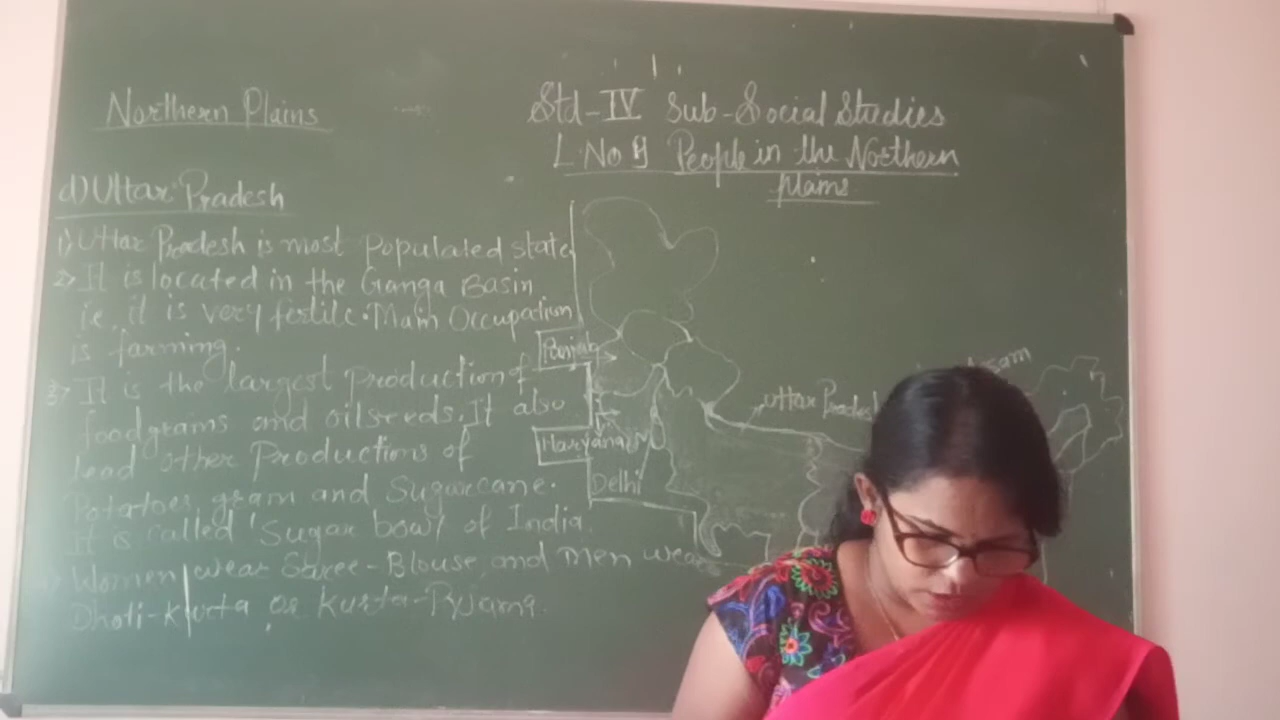 Northern Plains
Std-IV Sub-Social Studies
L.No 9 People in the Northern
plains
d) Uttar Pradesh
1) Uttar Pradesh is most populated state.
2) It is located in the Ganga Basin
i.e. it is very fertile. Main Occupation
is farming.
3) It is the largest production of
foodgrams and oilseeds. It also
lead other Productions of
Potatoes, gram and Sugarcane.
It is called 'Sugar bowl of India.
Women wear Saree-Blouse, and Men wear
Dhoti-Kurta or Kurta-Pyjama.
Punjab
Haryana
Delhi
Uttar Pradesh
Assam